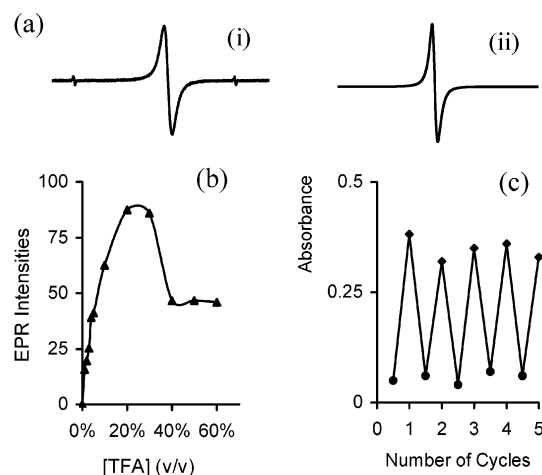 (a)
(i)
(ii)
(b)
100
75
50
25
0
EPR Intensities
0% 20% 40% 60%
[TFA] (v/v)
(c)
0.5
0.25
0
Absorbance
0 1 2 3 4 5
Number of Cycles